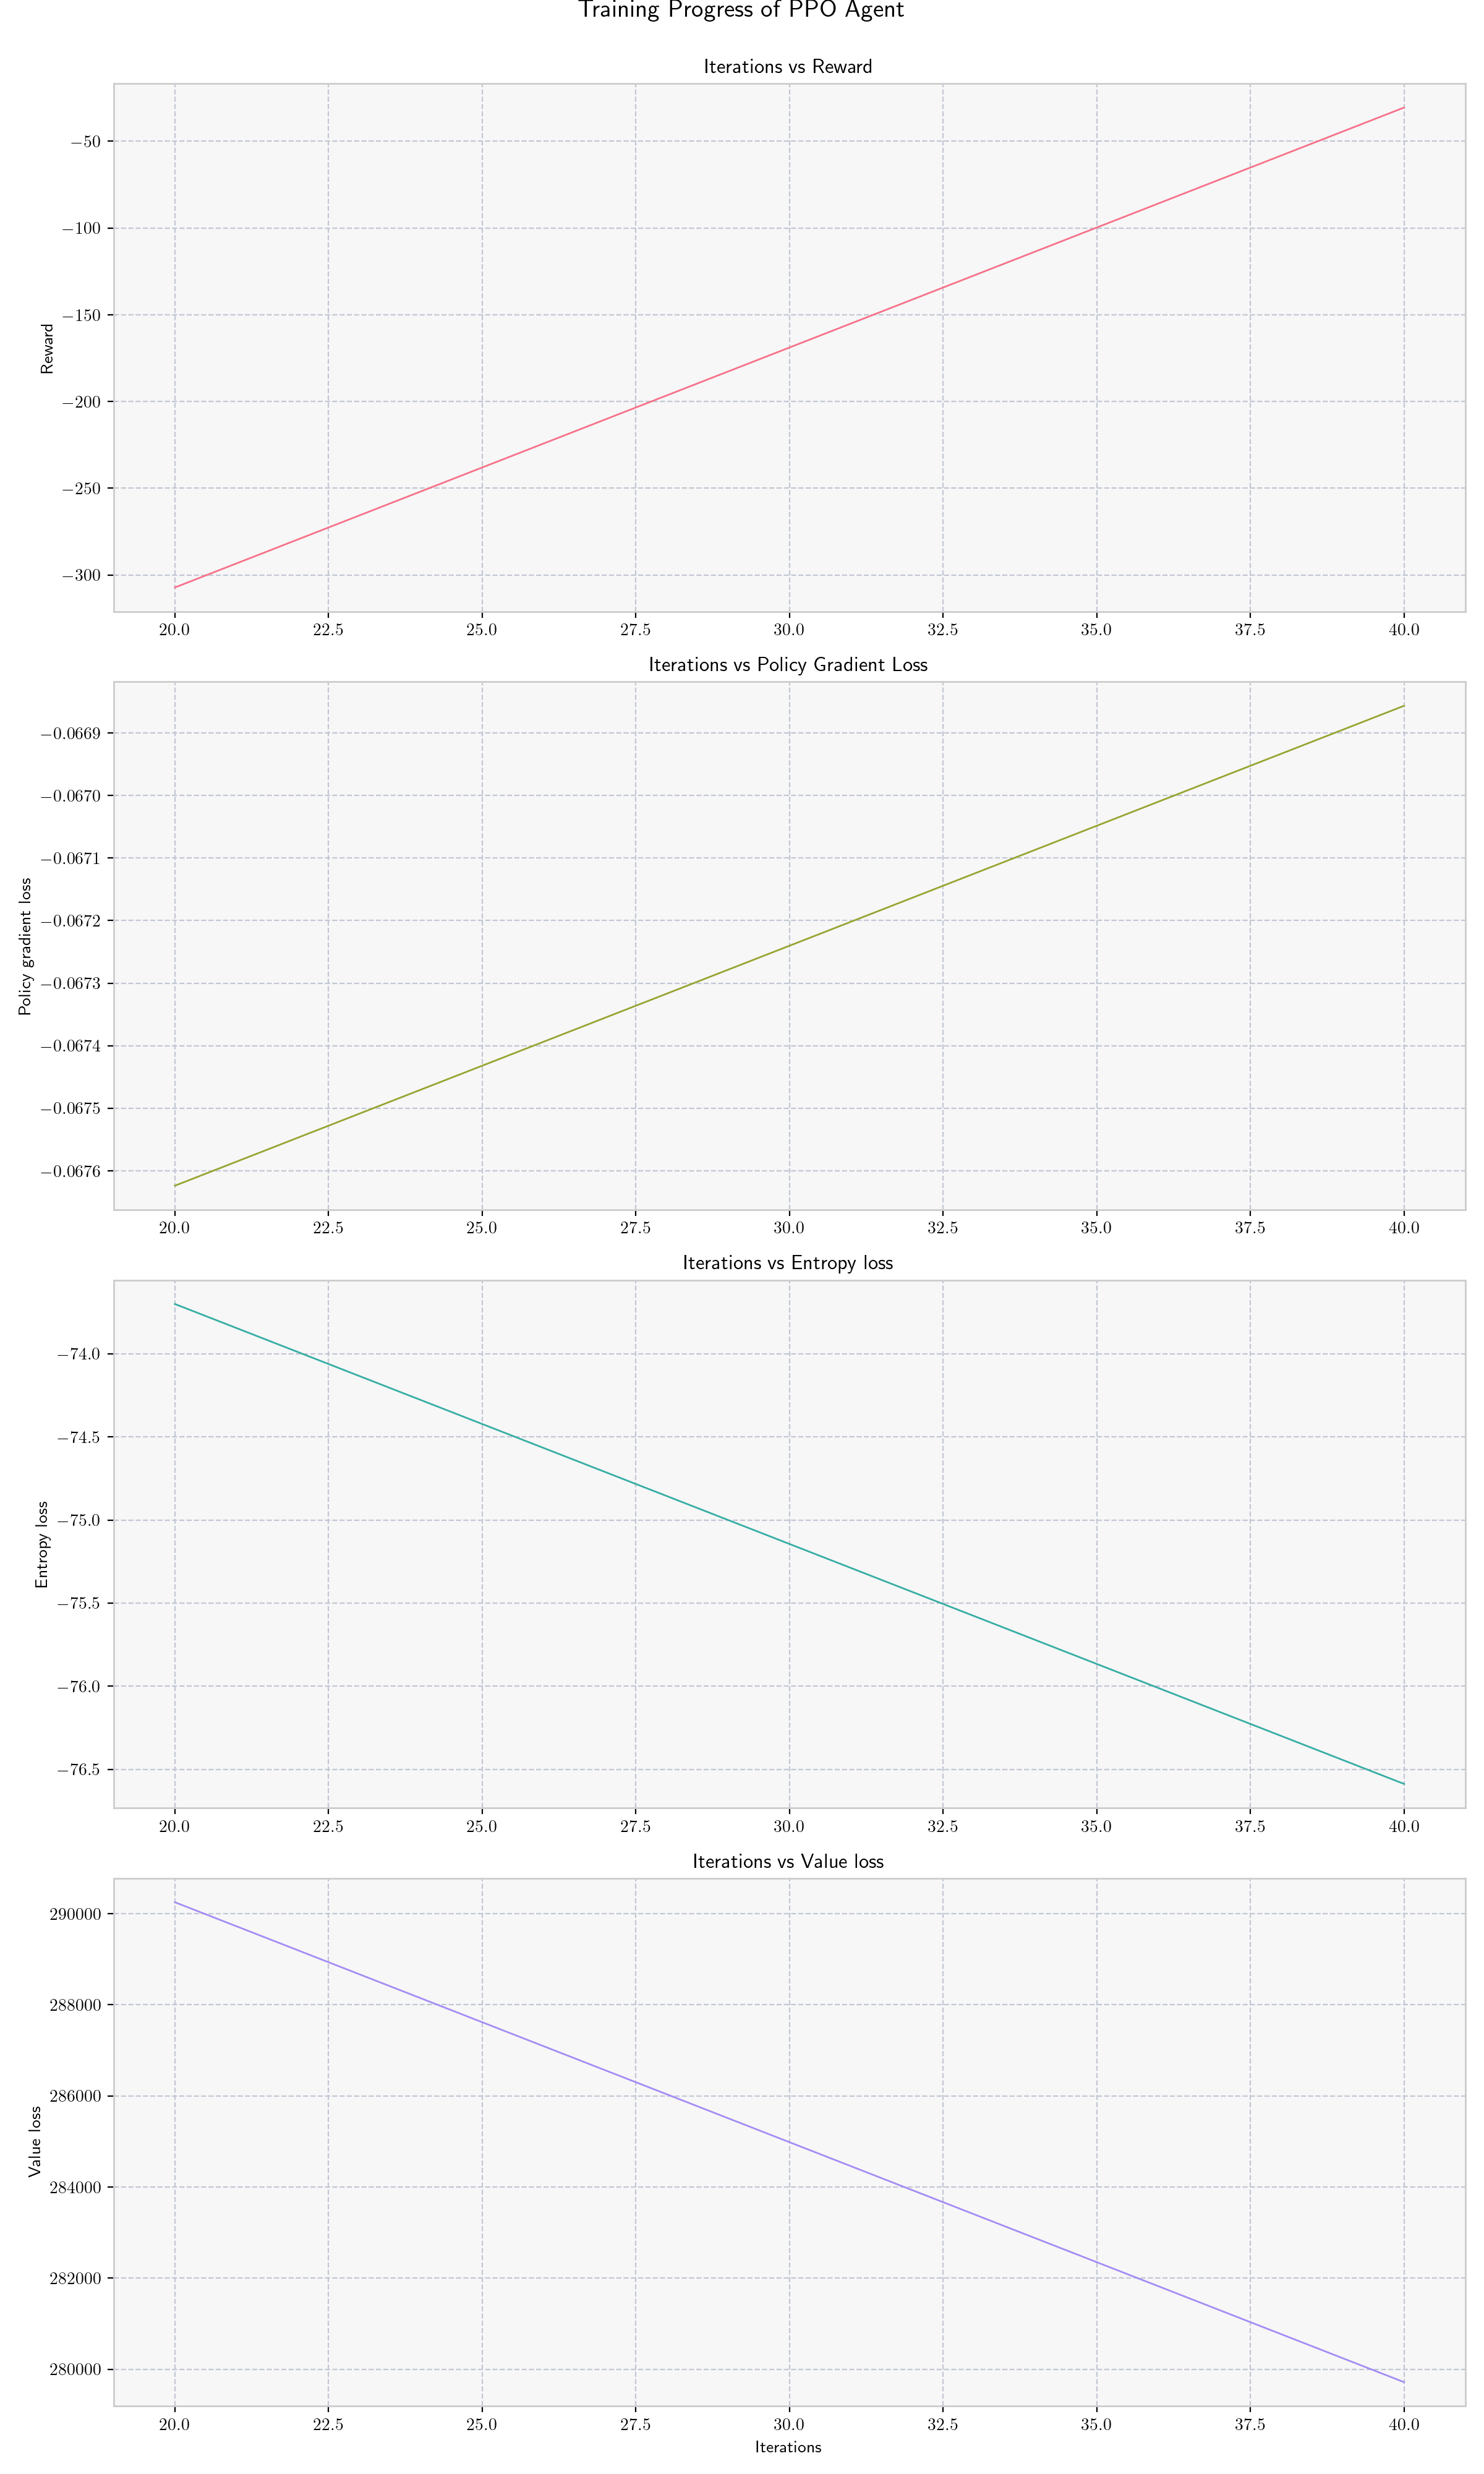 Training Progress of PPO Agent
Iterations vs Reward
Reward
−50
−100
−150
−200
−250
−300
20.0 22.5 25.0 27.5 30.0 32.5 35.0 37.5 40.0
Iterations vs Policy Gradient Loss
Policy gradient loss
−0.0669
−0.0670
−0.0671
−0.0672
−0.0673
−0.0674
−0.0675
−0.0676
20.0 22.5 25.0 27.5 30.0 32.5 35.0 37.5 40.0
Iterations vs Entropy loss
Entropy loss
−74.0
−74.5
−75.0
−75.5
−76.0
−76.5
20.0 22.5 25.0 27.5 30.0 32.5 35.0 37.5 40.0
Iterations vs Value loss
Value loss
290000
288000
286000
284000
282000
280000
20.0 22.5 25.0 27.5 30.0 32.5 35.0 37.5 40.0
Iterations